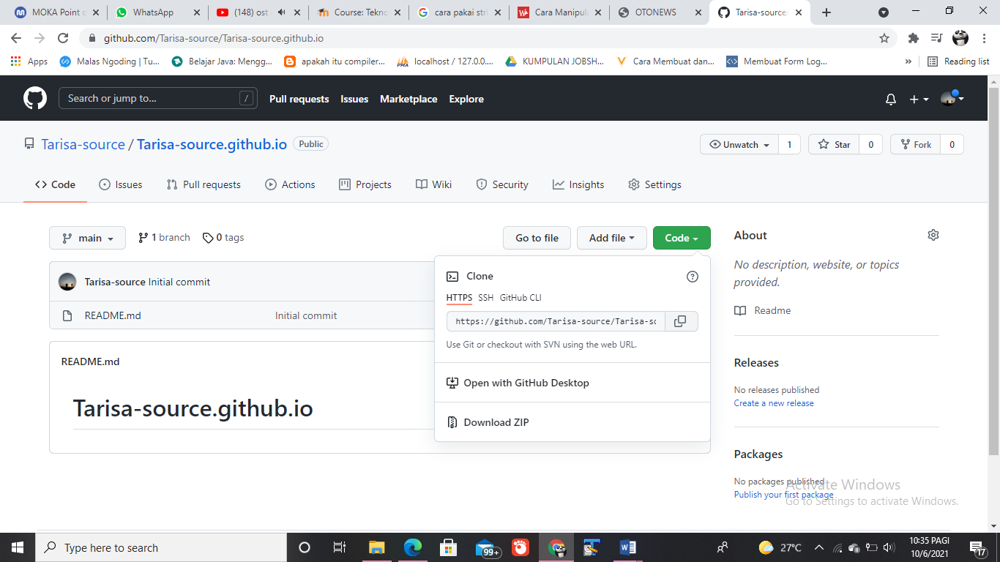 MOKA Point o
WhatsApp
(148) ost
Course: Tekno
cara pakai stri
Cara Manipula
OTONEWS
Tarisa-source/
github.com/Tarisa-source/Tarisa-source.github.io
Apps
Malas Ngoding | Tu...
Belajar Java: Mengg...
apakah itu compiler...
localhost / 127.0.0....
KUMPULAN JOBSH...
Cara Membuat dan...
Membuat Form Log...
»
Reading list
Search or jump to...
/
Pull requests
Issues
Marketplace
Explore
Tarisa-source / Tarisa-source.github.io
Public
Unwatch
1
Star
0
Fork
0
Code
Issues
Pull requests
Actions
Projects
Wiki
Security
Insights
Settings
main
1 branch
0 tags
Go to file
Add file
Code
About
No description, website, or topics
provided.
Readme
Tarisa-source Initial commit
README.md
Initial commit
Clone
HTTPS
SSH
GitHub CLI
https://github.com/Tarisa-source/Tarisa-so
Use Git or checkout with SVN using the web URL.
Open with GitHub Desktop
Download ZIP
README.md
Tarisa-source.github.io
Releases
No releases published
Create a new release
Packages
No packages published
Publish your first package
Activate Windows
Go to Settings to activate Windows.
Type here to search
99+
27°C
10:35 PAGI
10/6/2021
17